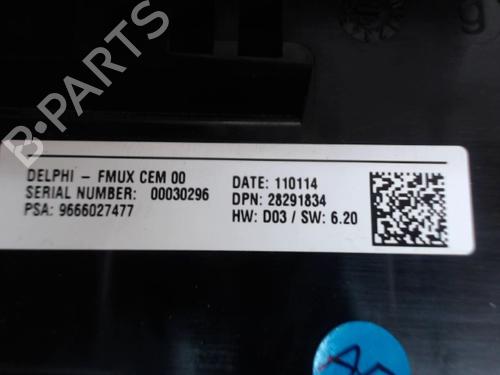 B-PARTS
DELPHI - FMUX CEM 00
SERIAL NUMBER: 00030296
PSA: 9666027477
DATE: 110114
DPN: 28291834
HW: D03 / SW: 6.20